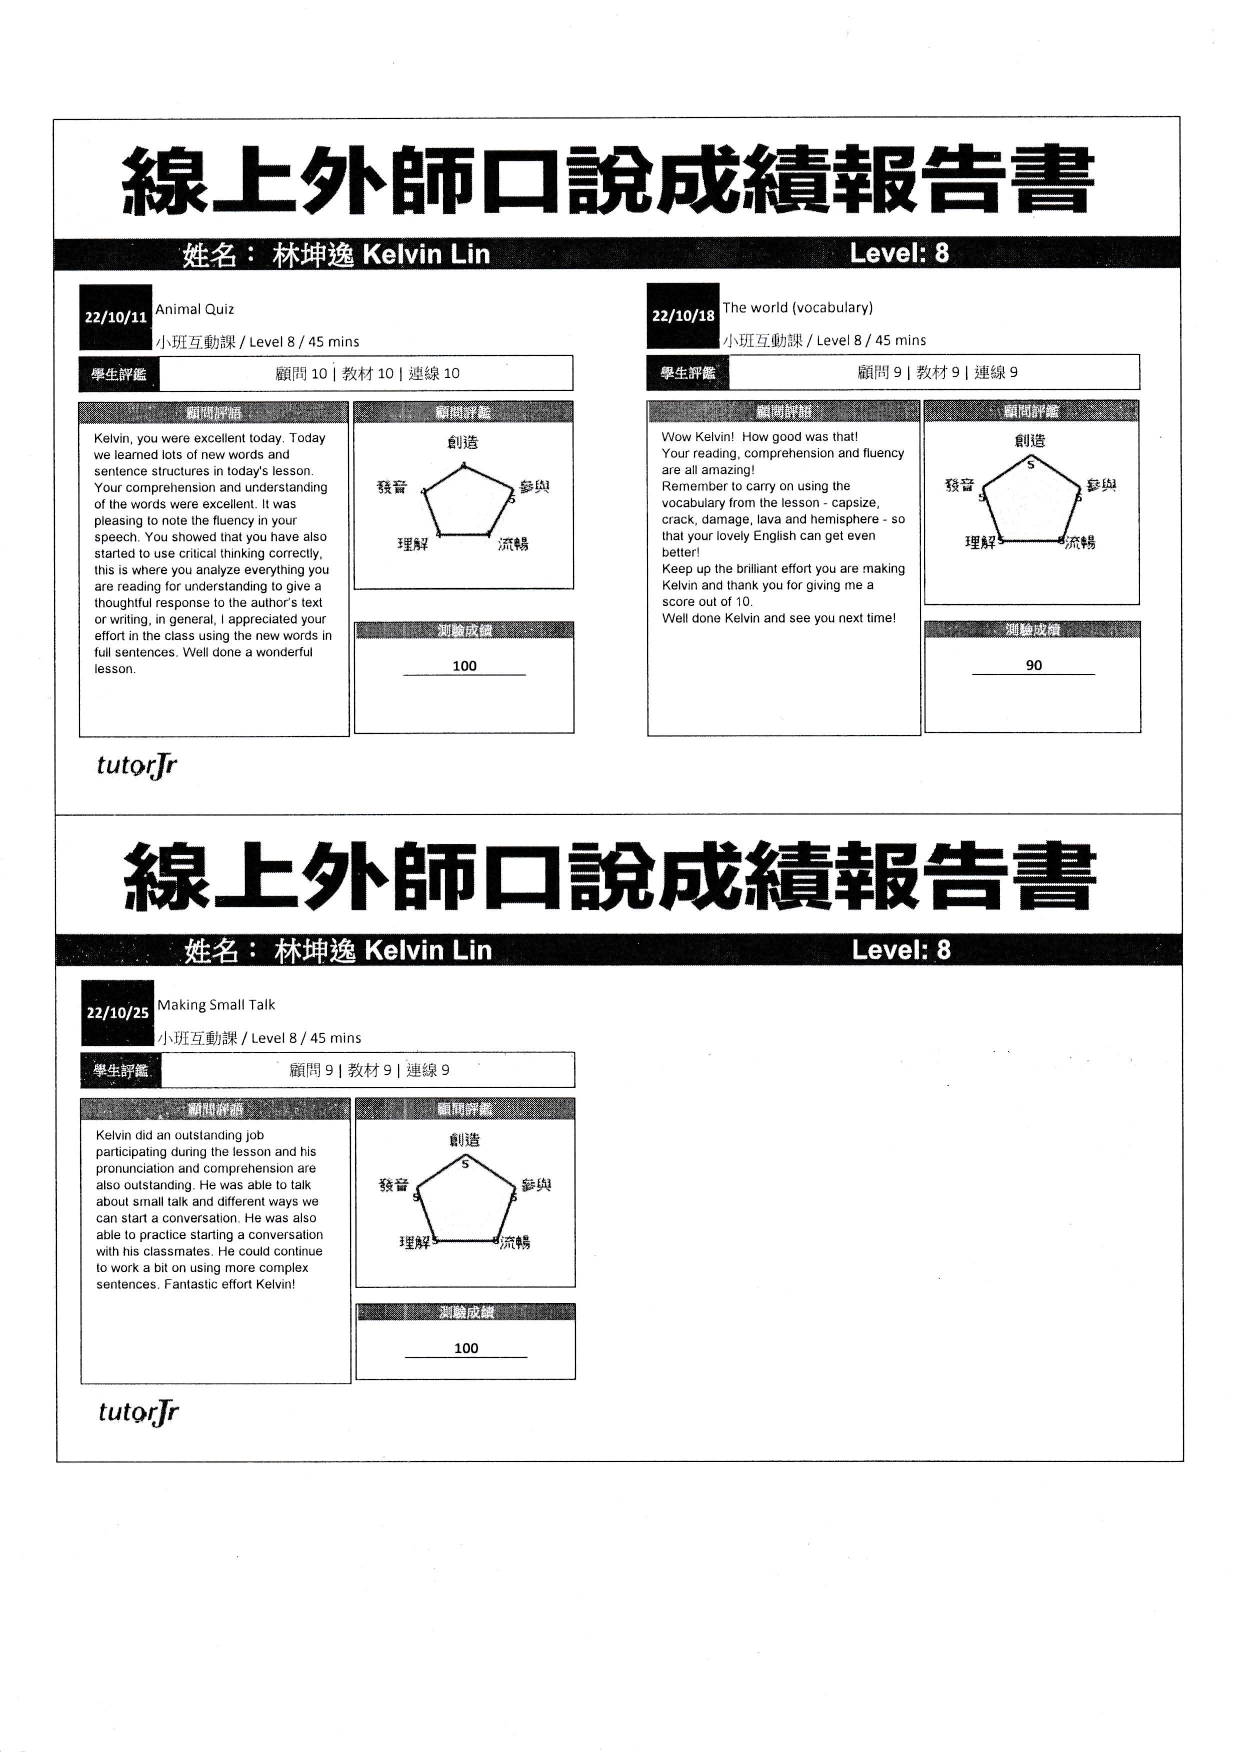 線上外師口說成績報告書
姓名： 林坤逸 Kelvin Lin Level: 8
22/10/11 Animal Quiz
小班互動課 / Level 8 / 45 mins
學生評鑑 顧問 10 | 教材 10 | 連線 10
顧問評語
Kelvin, you were excellent today. Today
we learned lots of new words and
sentence structures in today's lesson.
Your comprehension and understanding
of the words were excellent. It was
pleasing to note the fluency in your
speech. You showed that you have also
started to use critical thinking correctly,
this is where you analyze everything you
are reading for understanding to give a
thoughtful response to the author's text
or writing, in general, I appreciated your
effort in the class using the new words in
full sentences. Well done a wonderful
lesson.
顧問評鑑
創造
4
發音 4 5 參與
理解 4 4 流暢
測驗成績
100
22/10/18 The world (vocabulary)
小班互動課 / Level 8 / 45 mins
學生評鑑 顧問 9 | 教材 9 | 連線 9
顧問評語
Wow Kelvin! How good was that!
Your reading, comprehension and fluency
are all amazing!
Remember to carry on using the
vocabulary from the lesson - capsize,
crack, damage, lava and hemisphere - so
that your lovely English can get even
better!
Keep up the brilliant effort you are making
Kelvin and thank you for giving me a
score out of 10.
Well done Kelvin and see you next time!
顧問評鑑
創造
5
發音 5 5 參與
理解 5 5 流暢
測驗成績
90
tutorJr
線上外師口說成績報告書
姓名： 林坤逸 Kelvin Lin Level: 8
22/10/25 Making Small Talk
小班互動課 / Level 8 / 45 mins
學生評鑑 顧問 9 | 教材 9 | 連線 9
顧問評語
Kelvin did an outstanding job
participating during the lesson and his
pronunciation and comprehension are
also outstanding. He was able to talk
about small talk and different ways we
can start a conversation. He was also
able to practice starting a conversation
with his classmates. He could continue
to work a bit on using more complex
sentences. Fantastic effort Kelvin!
顧問評鑑
創造
5
發音 5 5 參與
理解 5 5 流暢
測驗成績
100
tutorJr